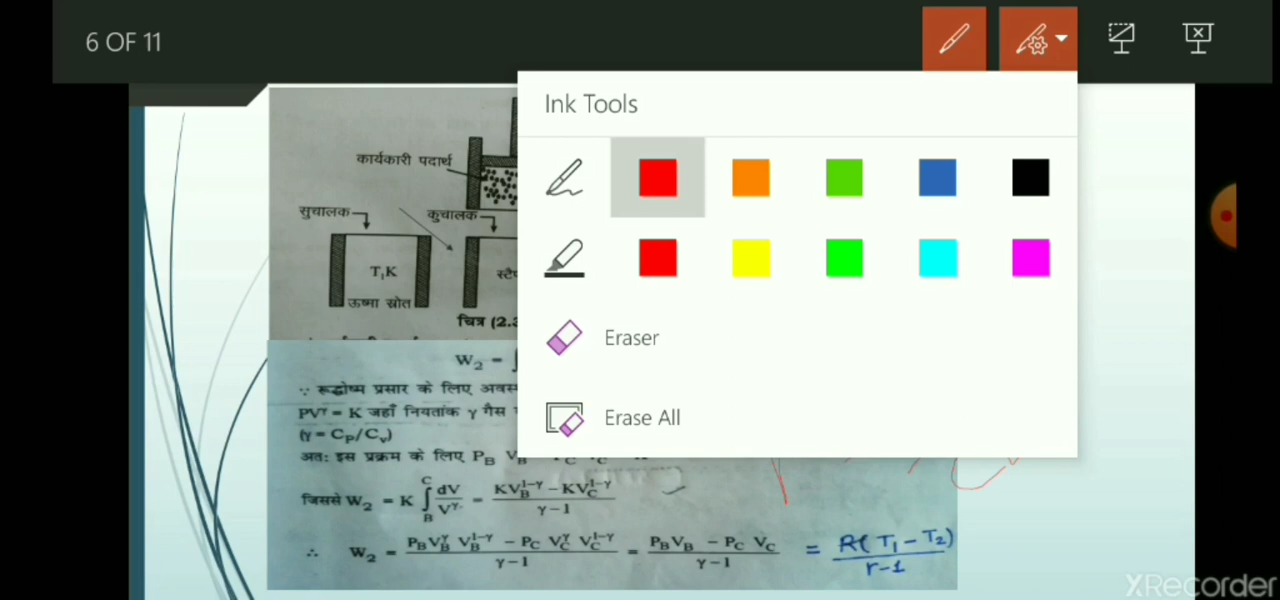 6 OF 11
Ink Tools
कार्यकारी पदार्थ
सुचालक
कुचालक
T₁K
ऊष्मा स्रोत
चित्र (2.3
Eraser
W₂ = ∫
∵ रूद्धोष्म प्रसार के लिए अवस्
PVᵞ = K जहाँ नियतांक γ गैस
Erase All
(γ = Cₚ/Cᵥ)
अतः इस प्रक्रम के लिए P_B V_B
जिससे W₂ = K ∫_B^C dV/Vᵞ = (KV_B^{1-γ} - KV_C^{1-γ})/(γ-1)
∴ W₂ = (P_B V_B^γ V_B^{1-γ} - P_C V_C^γ V_C^{1-γ})/(γ-1) = (P_B V_B - P_C V_C)/(γ-1) = R(T₁ - T₂)/(r-1)
XRecorder